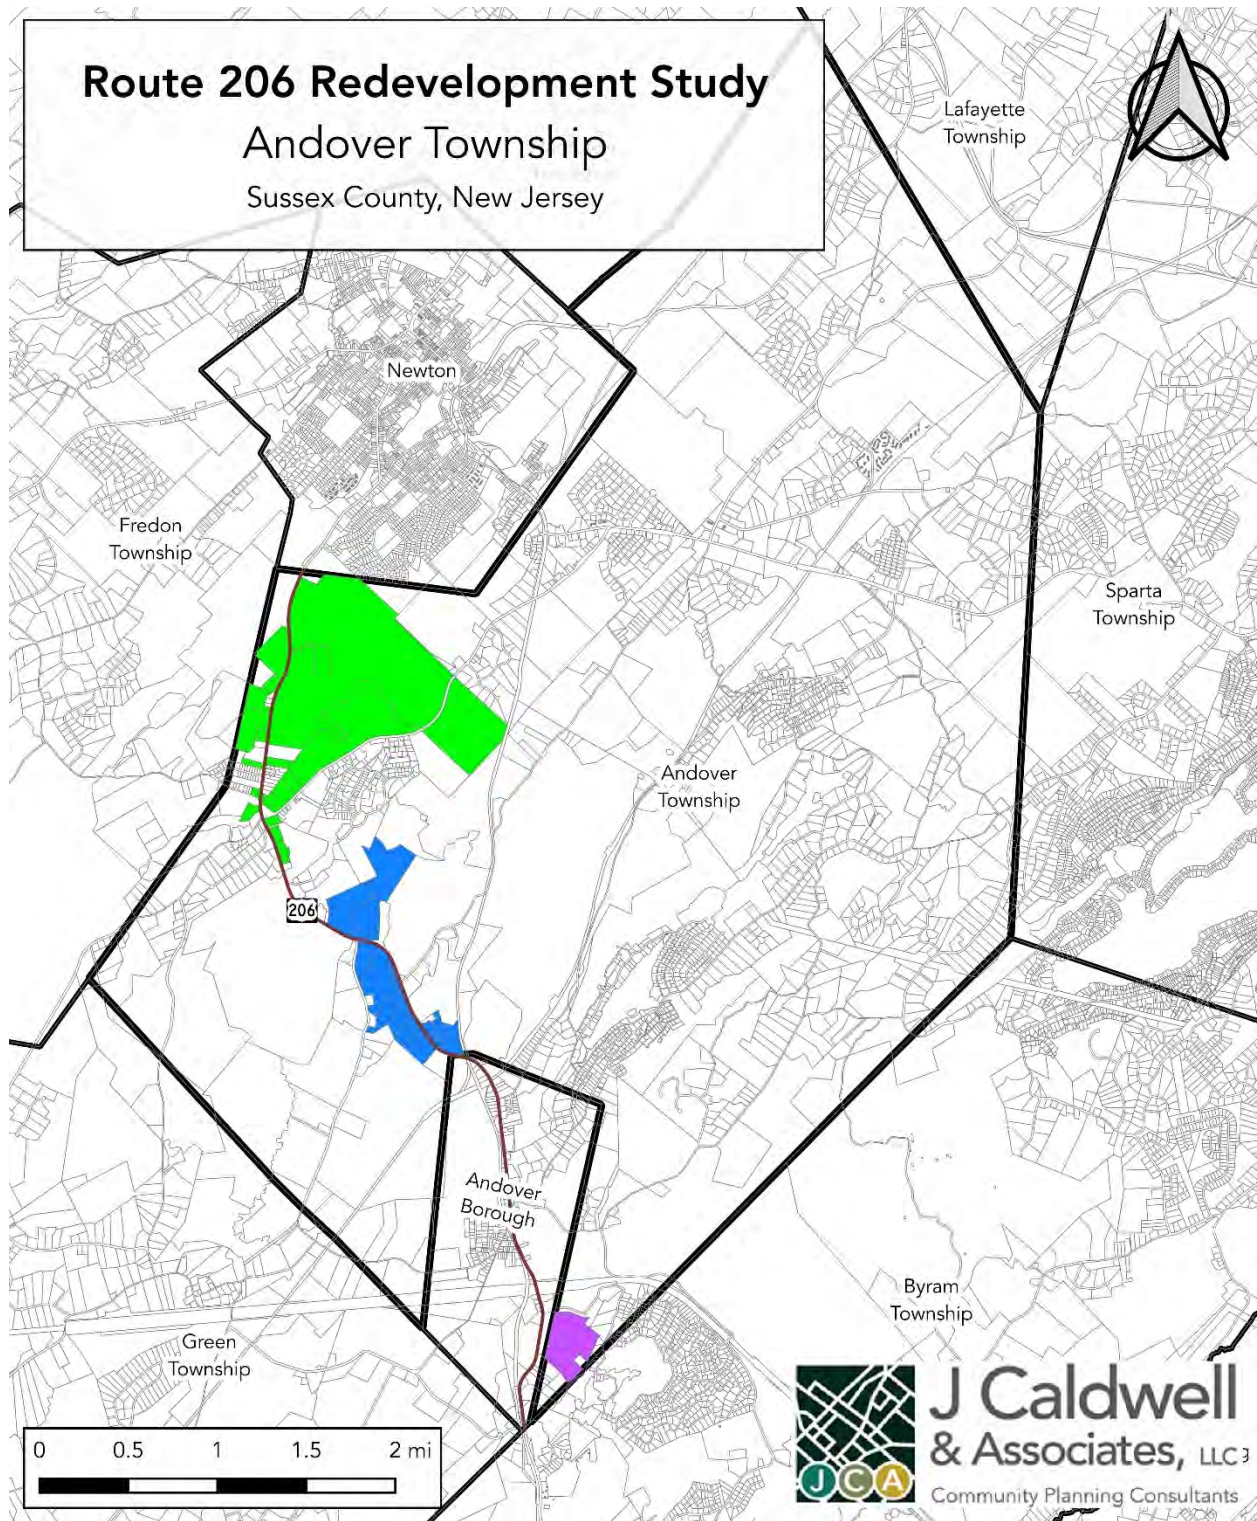 Route 206 Redevelopment Study
Andover Township
Sussex County, New Jersey
Lafayette
Township
Newton
Fredon
Township
Sparta
Township
Andover
Township
206
Andover
Borough
Byram
Township
Green
Township
0 0.5 1 1.5 2 mi
J Caldwell
& Associates, LLC 3
JCA
Community Planning Consultants